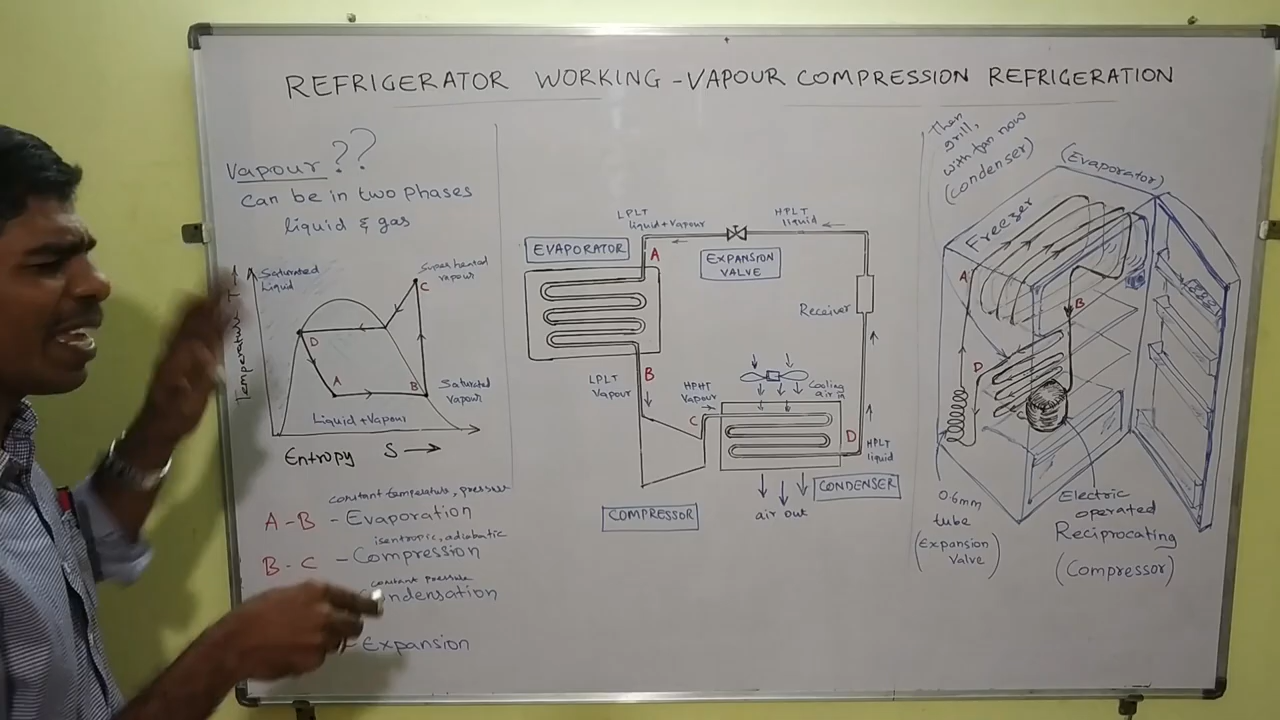 REFRIGERATOR WORKING - VAPOUR COMPRESSION REFRIGERATION
Vapour??
can be in two phases
liquid & gas
Temperature T →
Saturated
Liquid
Superheated
vapour
C
D
A
B
Saturated
vapour
Liquid + Vapour
Entropy S →
constant temperature, pressure
A - B - Evaporation
isentropic, adiabatic
B - C - Compression
constant pressure
ondensation
Expansion
LPLT
liquid + Vapour
HPLT
liquid
EVAPORATOR
A
EXPANSION
VALVE
Receiver
B
LPLT
Vapour
HPHT
Vapour
C
Cooling
air in
D
HPLT
liquid
COMPRESSOR
CONDENSER
air out
grill,
with fan now
(condenser)
(Evaporator)
Freezer
A
B
D
0.6mm
tube
(Expansion
Valve)
Electric
operated
Reciprocating
(Compressor)